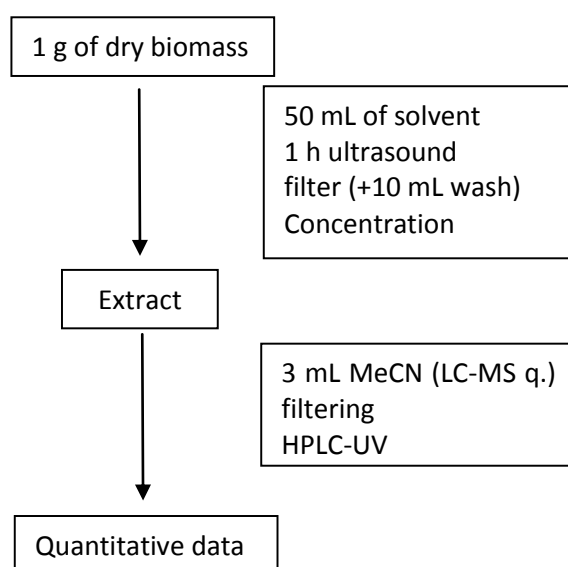 1 g of dry biomass
50 mL of solvent
1 h ultrasound
filter (+10 mL wash)
Concentration
Extract
3 mL MeCN (LC-MS q.)
filtering
HPLC-UV
Quantitative data